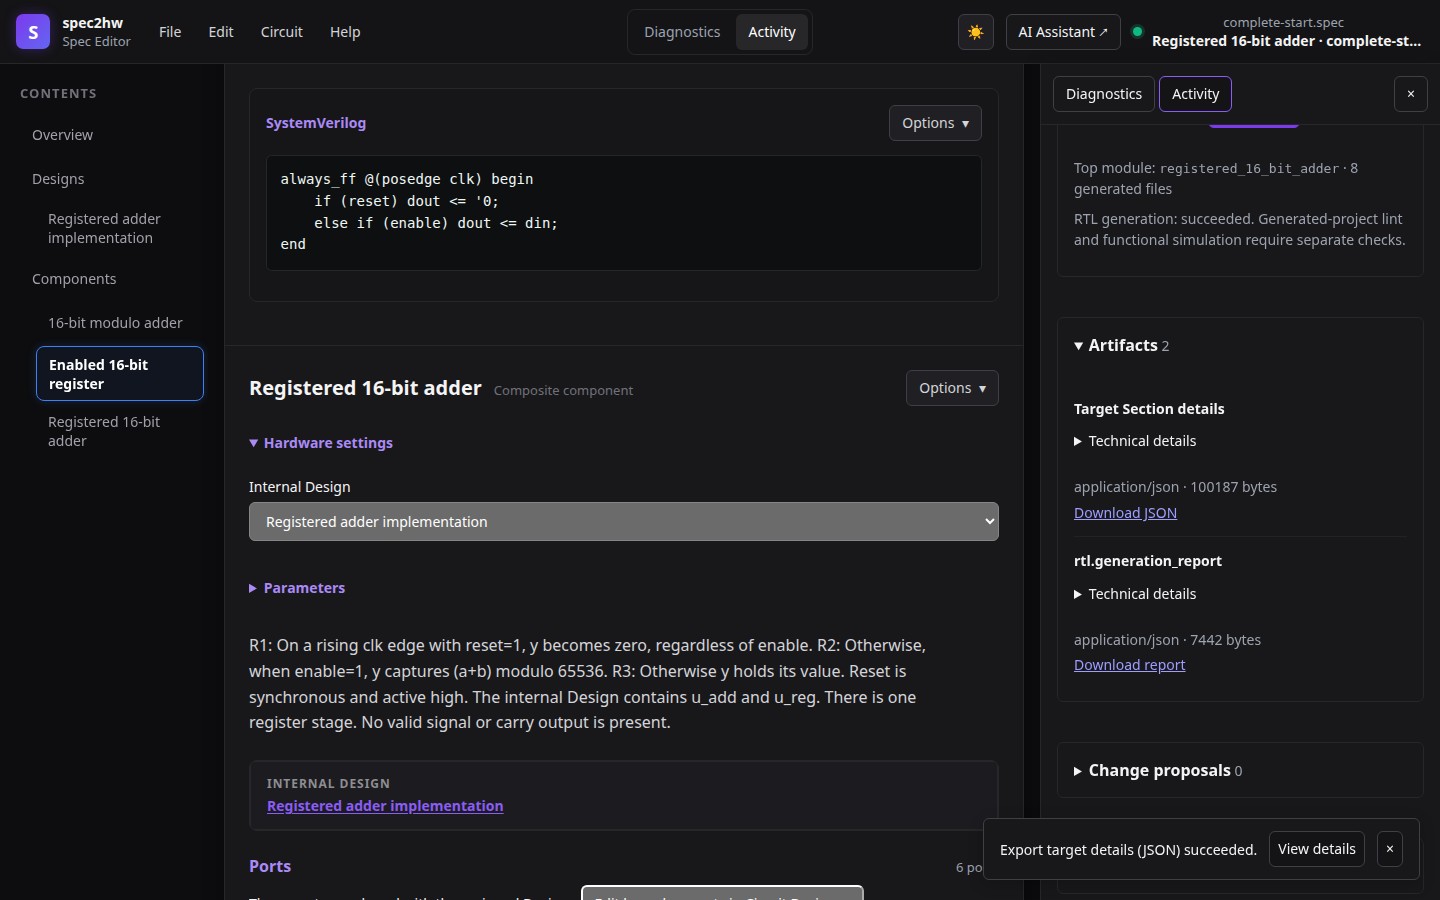 S
spec2hw
Spec Editor
File
Edit
Circuit
Help
Diagnostics
Activity
☀️
AI Assistant ↗
complete-start.spec
Registered 16-bit adder · complete-st…
CONTENTS
Overview
Designs
Registered adder
implementation
Components
16-bit modulo adder
Enabled 16-bit
register
Registered 16-bit
adder
SystemVerilog
Options ▾
always_ff @(posedge clk) begin
    if (reset) dout <= '0;
    else if (enable) dout <= din;
end
Registered 16-bit adder
Composite component
Options ▾
▼ Hardware settings
Internal Design
Registered adder implementation
▶ Parameters
R1: On a rising clk edge with reset=1, y becomes zero, regardless of enable. R2: Otherwise,
when enable=1, y captures (a+b) modulo 65536. R3: Otherwise y holds its value. Reset is
synchronous and active high. The internal Design contains u_add and u_reg. There is one
register stage. No valid signal or carry output is present.
INTERNAL DESIGN
Registered adder implementation
Ports
6 po
Diagnostics
Activity
×
Top module: registered_16_bit_adder · 8
generated files
RTL generation: succeeded. Generated-project lint
and functional simulation require separate checks.
▼ Artifacts 2
Target Section details
▶ Technical details
application/json · 100187 bytes
Download JSON
rtl.generation_report
▶ Technical details
application/json · 7442 bytes
Download report
▶ Change proposals 0
Export target details (JSON) succeeded.
View details
×